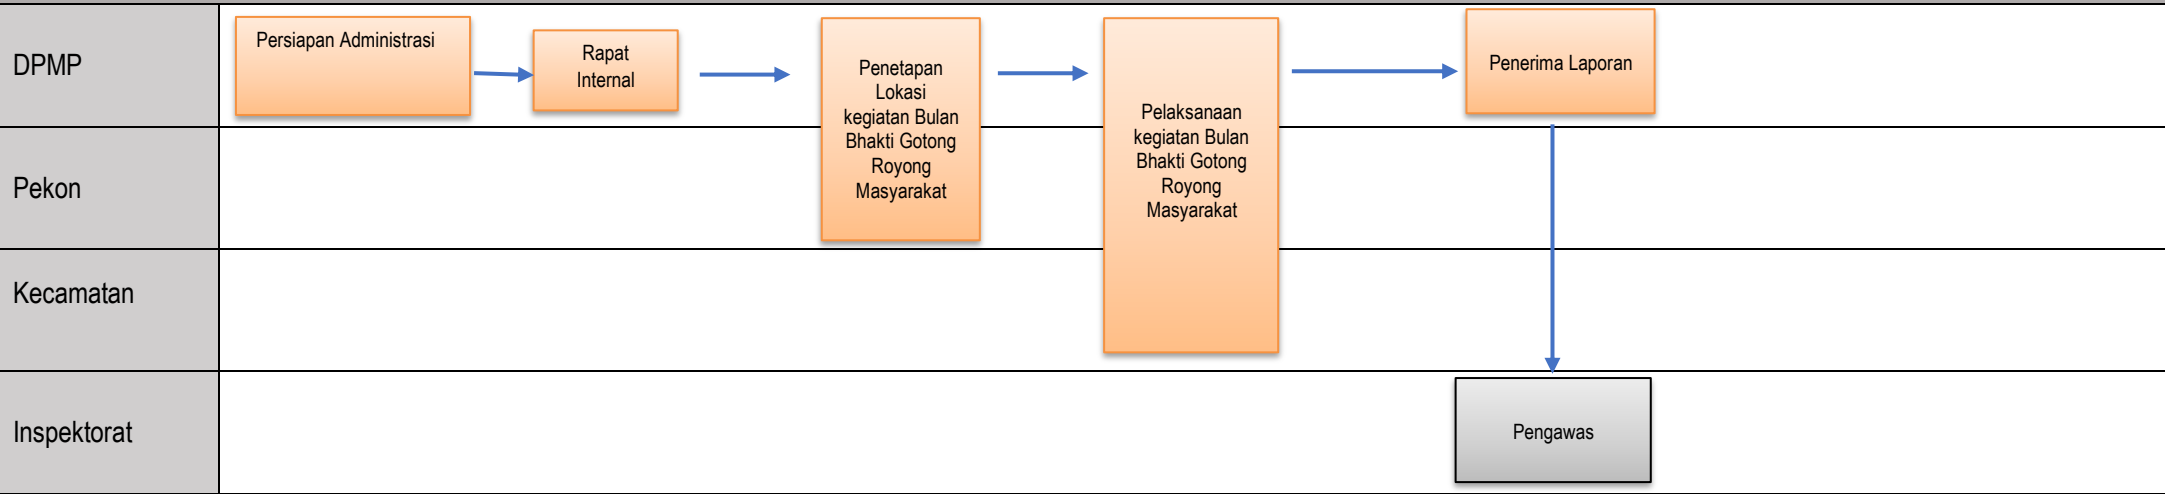 DPMP
Persiapan Administrasi
Rapat
Internal
Penetapan
Lokasi
kegiatan Bulan
Bhakti Gotong
Royong
Masyarakat
Pelaksanaan
kegiatan Bulan
Bhakti Gotong
Royong
Masyarakat
Penerima Laporan
Pekon
Kecamatan
Inspektorat
Pengawas